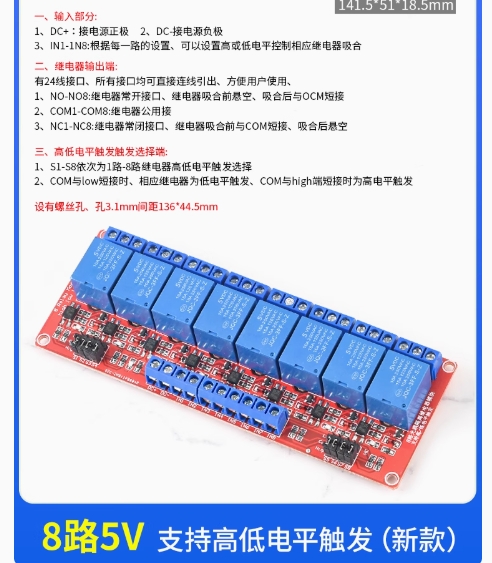 141.5*51*18.5mm
一、输入部分:
1、DC+：接电源正极 2、DC-接电源负极
3、IN1-1N8:根据每一路的设置、可以设置高或低电平控制相应继电器吸合
二、继电器输出端:
有24线接口、所有接口均可直接连线引出、方便用户使用、
1、NO-NO8:继电器常开接口、继电器吸合前悬空、吸合后与OCM短接
2、COM1-COM8:继电器公用接
3、NC1-NC8:继电器常闭接口、继电器吸合前与COM短接、吸合后悬空
三、高低电平触发触发选择端:
1、S1-S8依次为1路-8路继电器高低电平触发选择
2、COM与low短接时、相应继电器为低电平触发、COM与high端短接时为高电平触发
设有螺丝孔、孔3.1mm间距136*44.5mm
8路5V 支持高低电平触发（新款）